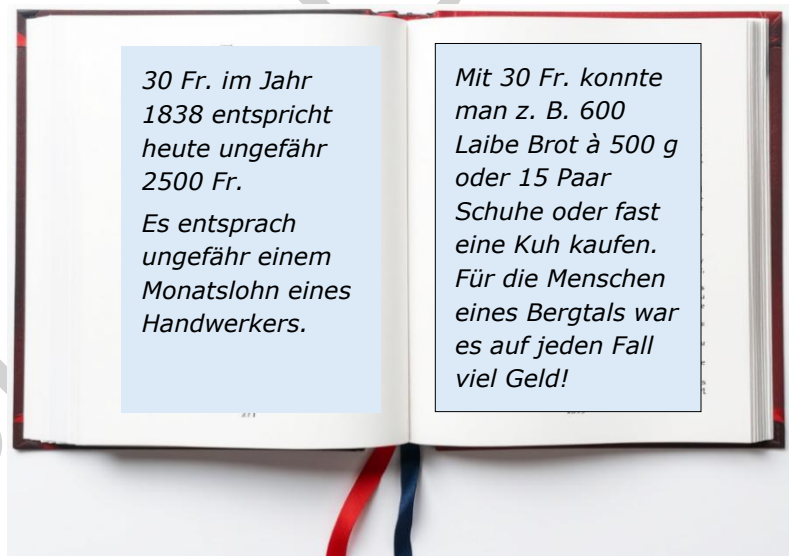 30 Fr. im Jahr
1838 entspricht
heute ungefähr
2500 Fr.
Es entsprach
ungefähr einem
Monatslohn eines
Handwerkers.
Mit 30 Fr. konnte
man z. B. 600
Laibe Brot à 500 g
oder 15 Paar
Schuhe oder fast
eine Kuh kaufen.
Für die Menschen
eines Bergtals war
es auf jeden Fall
viel Geld!